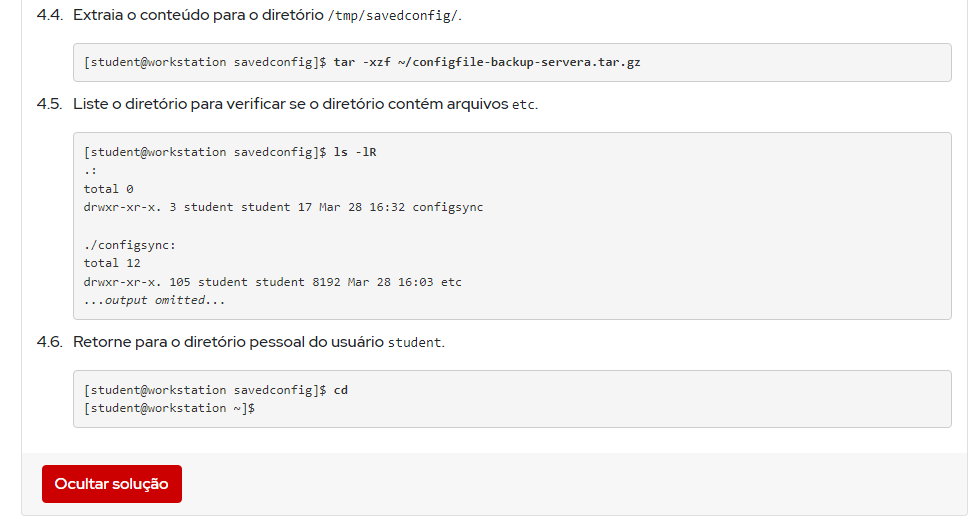 4.4. Extraia o conteúdo para o diretório /tmp/savedconfig/.
[student@workstation savedconfig]$ tar -xzf ~/configfile-backup-servera.tar.gz
4.5. Liste o diretório para verificar se o diretório contém arquivos etc.
[student@workstation savedconfig]$ ls -lR
.:
total 0
drwxr-xr-x. 3 student student 17 Mar 28 16:32 configsync
./configsync:
total 12
drwxr-xr-x. 105 student student 8192 Mar 28 16:03 etc
...output omitted...
4.6. Retorne para o diretório pessoal do usuário student.
[student@workstation savedconfig]$ cd
[student@workstation ~]$
Ocultar solução